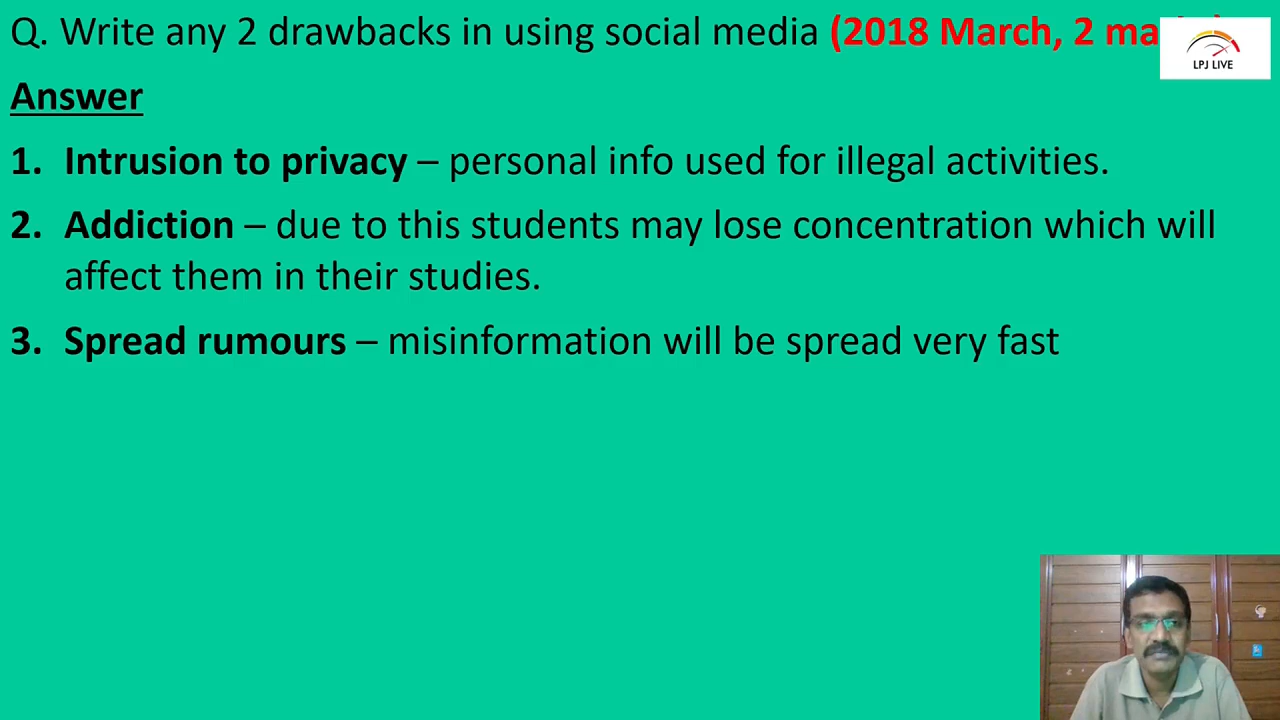 Q. Write any 2 drawbacks in using social media (2018 March, 2
LPJ LIVE
Answer
1. Intrusion to privacy – personal info used for illegal activities.
2. Addiction – due to this students may lose concentration which will
affect them in their studies.
3. Spread rumours – misinformation will be spread very fast